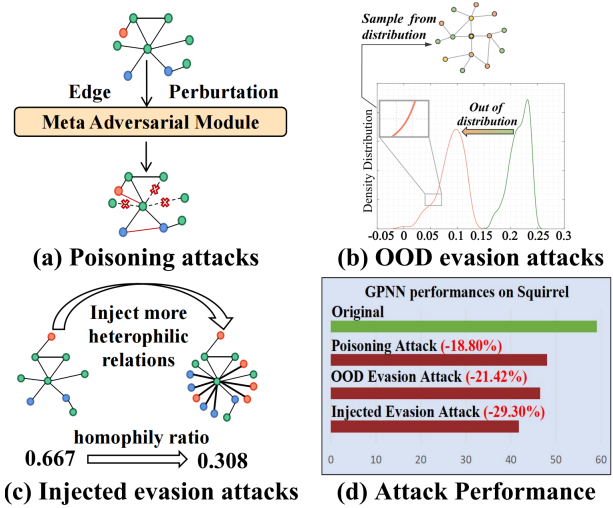 Edge Perburtation
Meta Adversarial Module
(a) Poisoning attacks
Sample from
distribution
Out of
distribution
Density Distribution
-0.05 0 0.05 0.1 0.15 0.2 0.25 0.3
(b) OOD evasion attacks
Inject more
heterophilic
relations
homophily ratio
0.667 0.308
(c) Injected evasion attacks
GPNN performances on Squirrel
Original
Poisoning Attack (-18.80%)
OOD Evasion Attack (-21.42%)
Injected Evasion Attack (-29.30%)
0 10 20 30 40 50 60
(d) Attack Performance